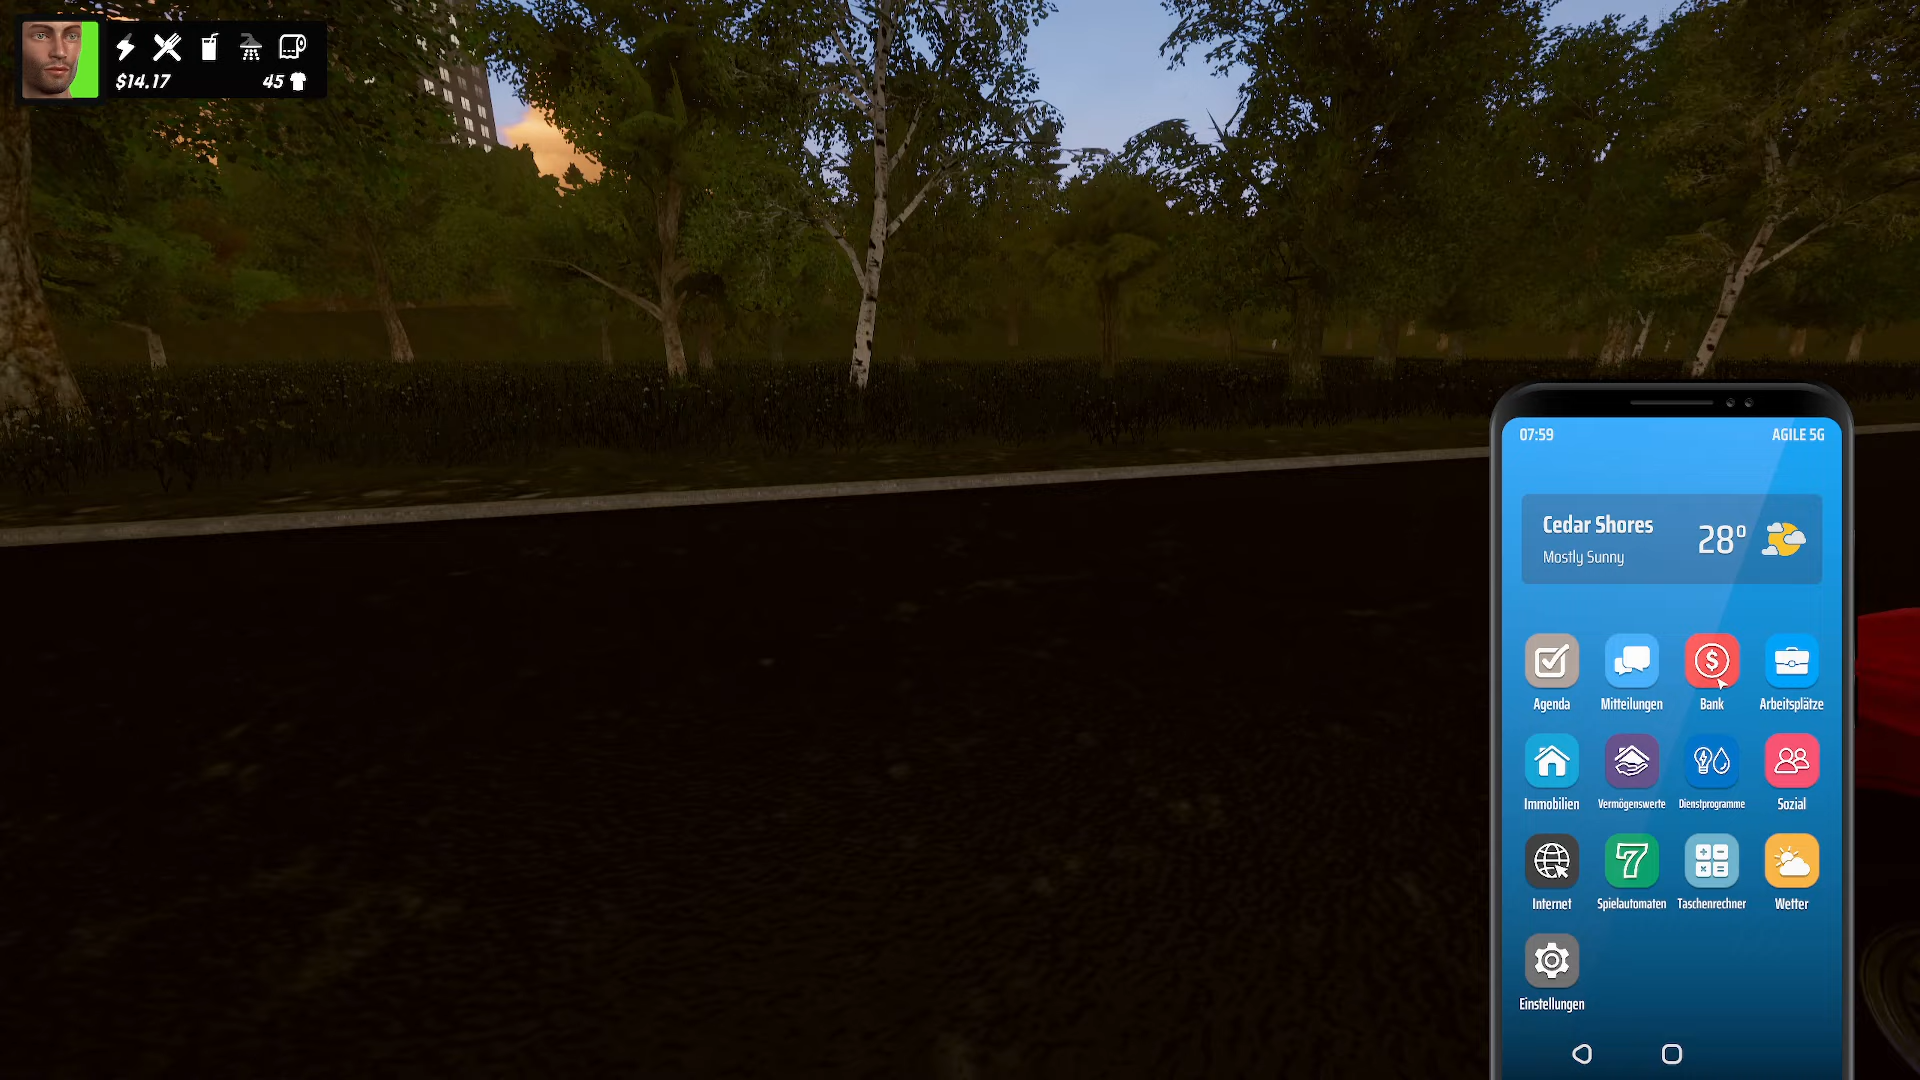 $14.17
45
07:59
AGILE 5G
Cedar Shores
Mostly Sunny
28°
Agenda
Mitteilungen
Bank
Arbeitsplätze
Immobilien
Vermögenswerte
Dienstprogramme
Sozial
Internet
Spielautomaten
Taschenrechner
Wetter
Einstellungen